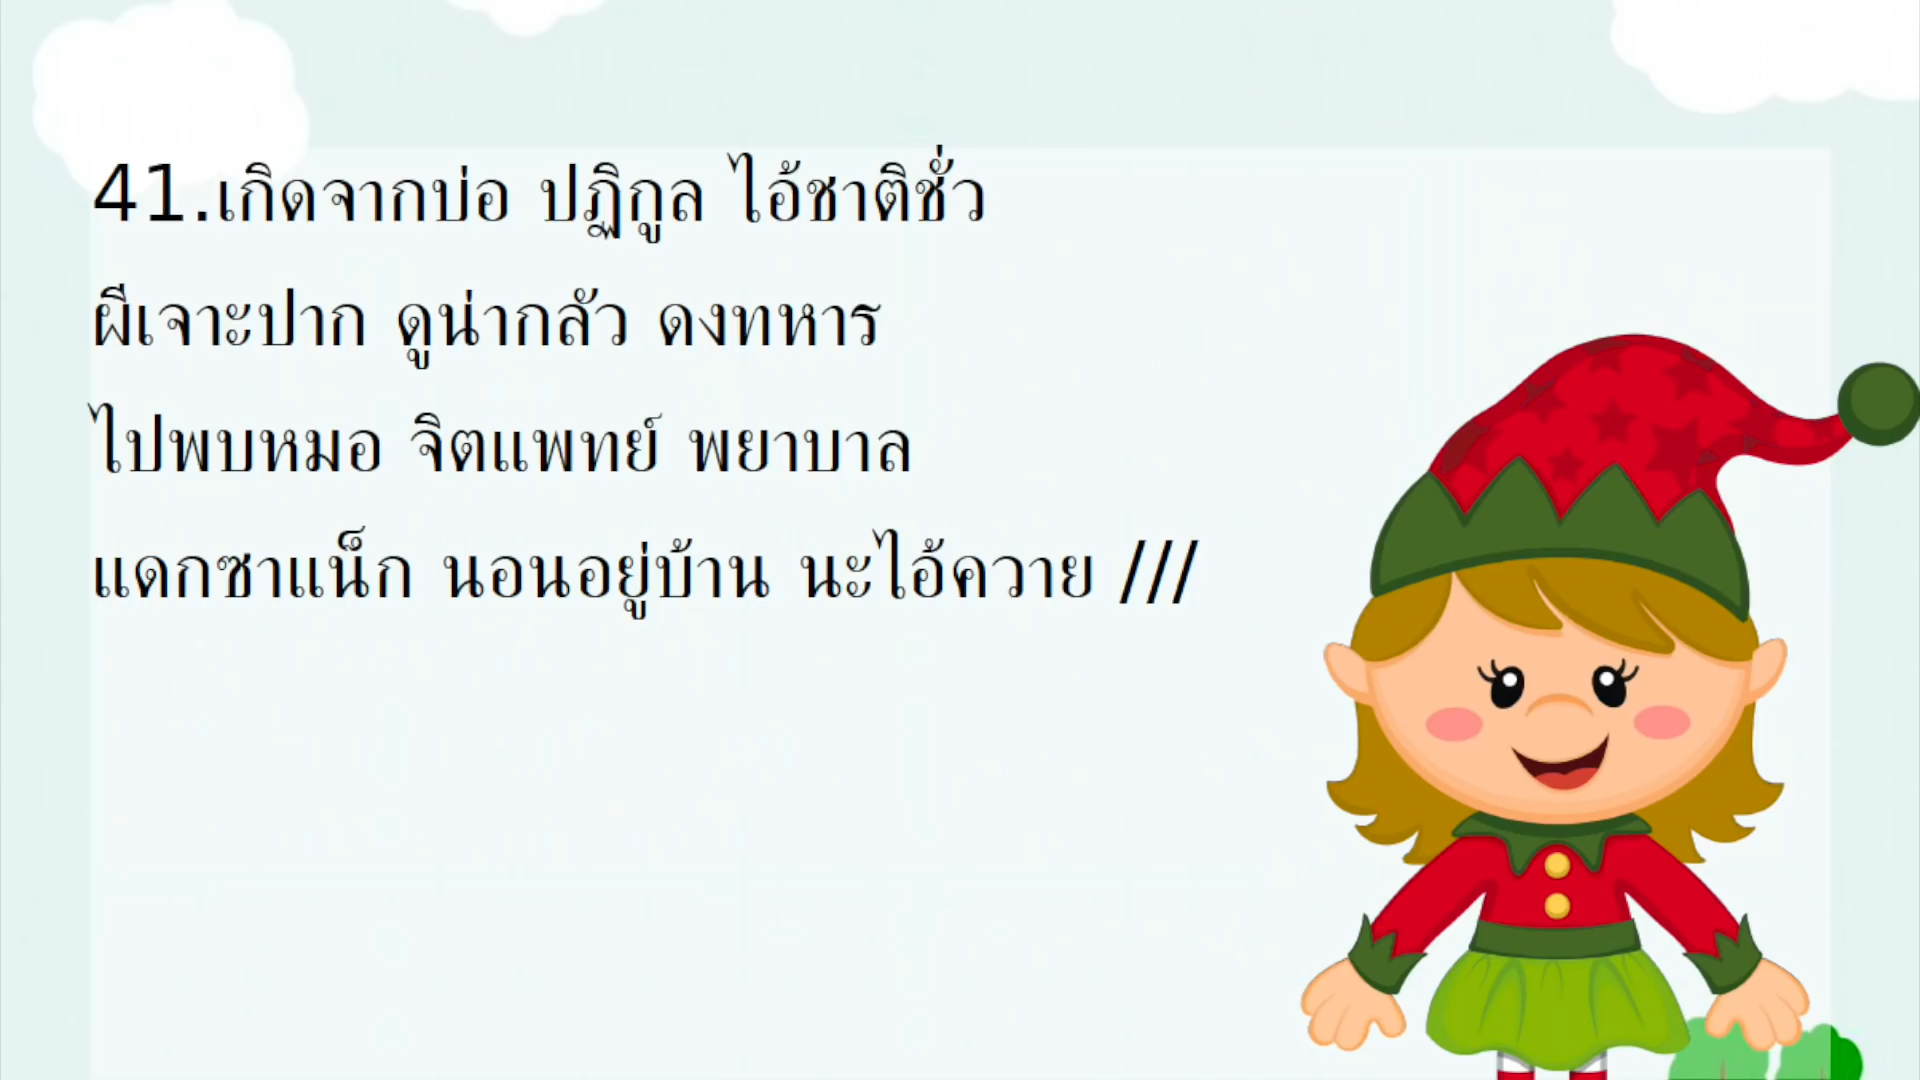 41.เกิดจากบ่อ ปฏิกูล ไอ้ชาติชั่ว
ผีเจาะปาก ดูน่ากลัว ดงทหาร
ไปพบหมอ จิตแพทย์ พยาบาล
แดกซาแน็ก นอนอยู่บ้าน นะไอ้ควาย ///